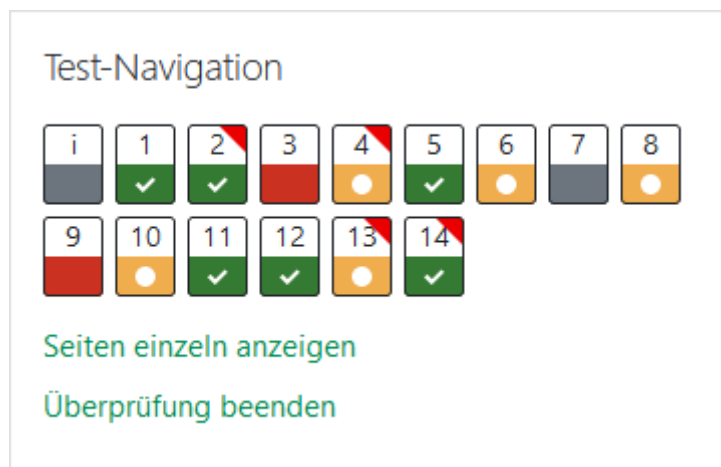 Test-Navigation
i 1 2 3 4 5 6 7 8
9 10 11 12 13 14
Seiten einzeln anzeigen
Überprüfung beenden